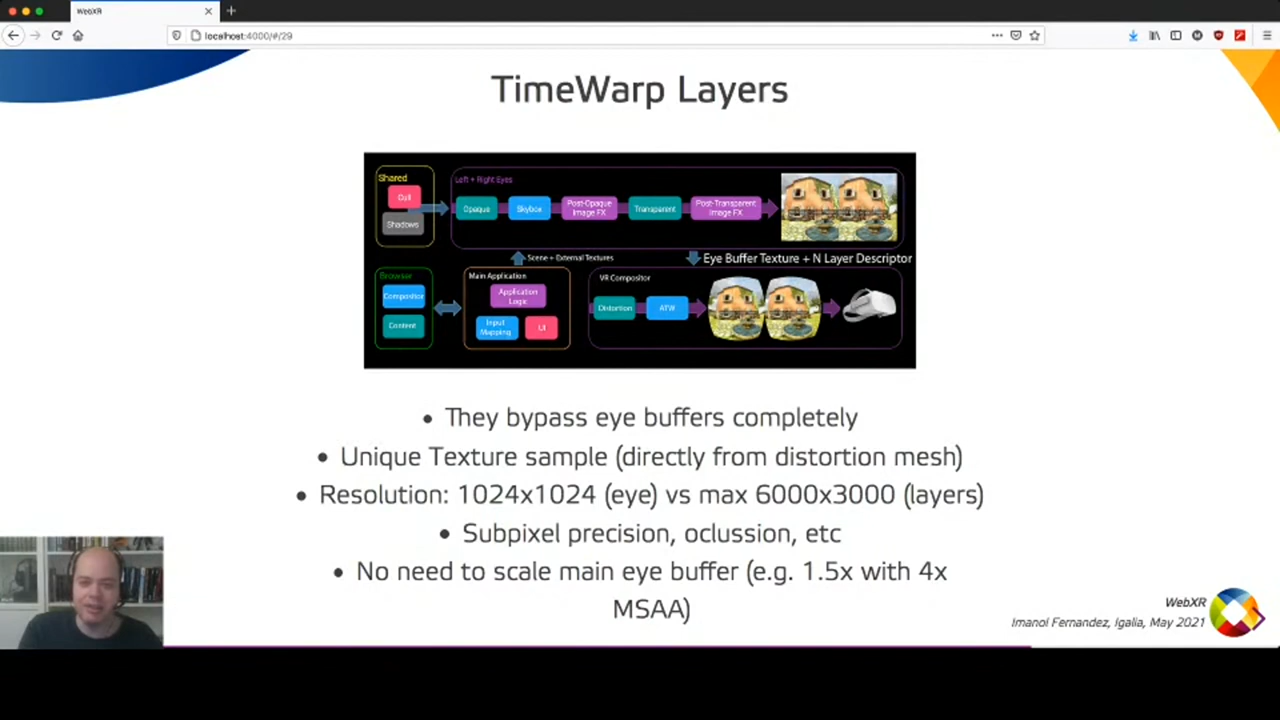 WebXR
localhost:4000/#/29
TimeWarp Layers
Shared
Cull
Shadows
Left + Right Eyes
Opaque
Skybox
Post-Opaque
Image FX
Transparent
Post-Transparent
Image FX
Scene + External Textures
Eye Buffer Texture + N Layer Descriptor
Browser
Compositor
Content
Main Application
Application
Logic
Input
Mapping
UI
VR Compositor
Distortion
ATW
• They bypass eye buffers completely
• Unique Texture sample (directly from distortion mesh)
• Resolution: 1024x1024 (eye) vs max 6000x3000 (layers)
• Subpixel precision, oclussion, etc
• No need to scale main eye buffer (e.g. 1.5x with 4x
MSAA)
WebXR
Imanol Fernandez, Igalia, May 2021